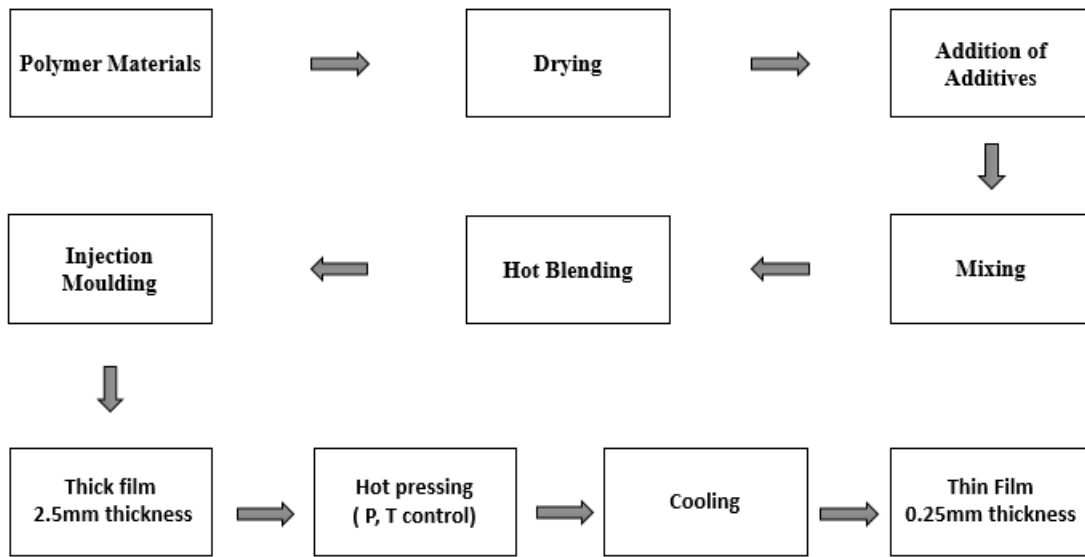 Polymer Materials
Drying
Addition of
Additives
Injection
Moulding
Hot Blending
Mixing
Thick film
2.5mm thickness
Hot pressing
( P, T control)
Cooling
Thin Film
0.25mm thickness